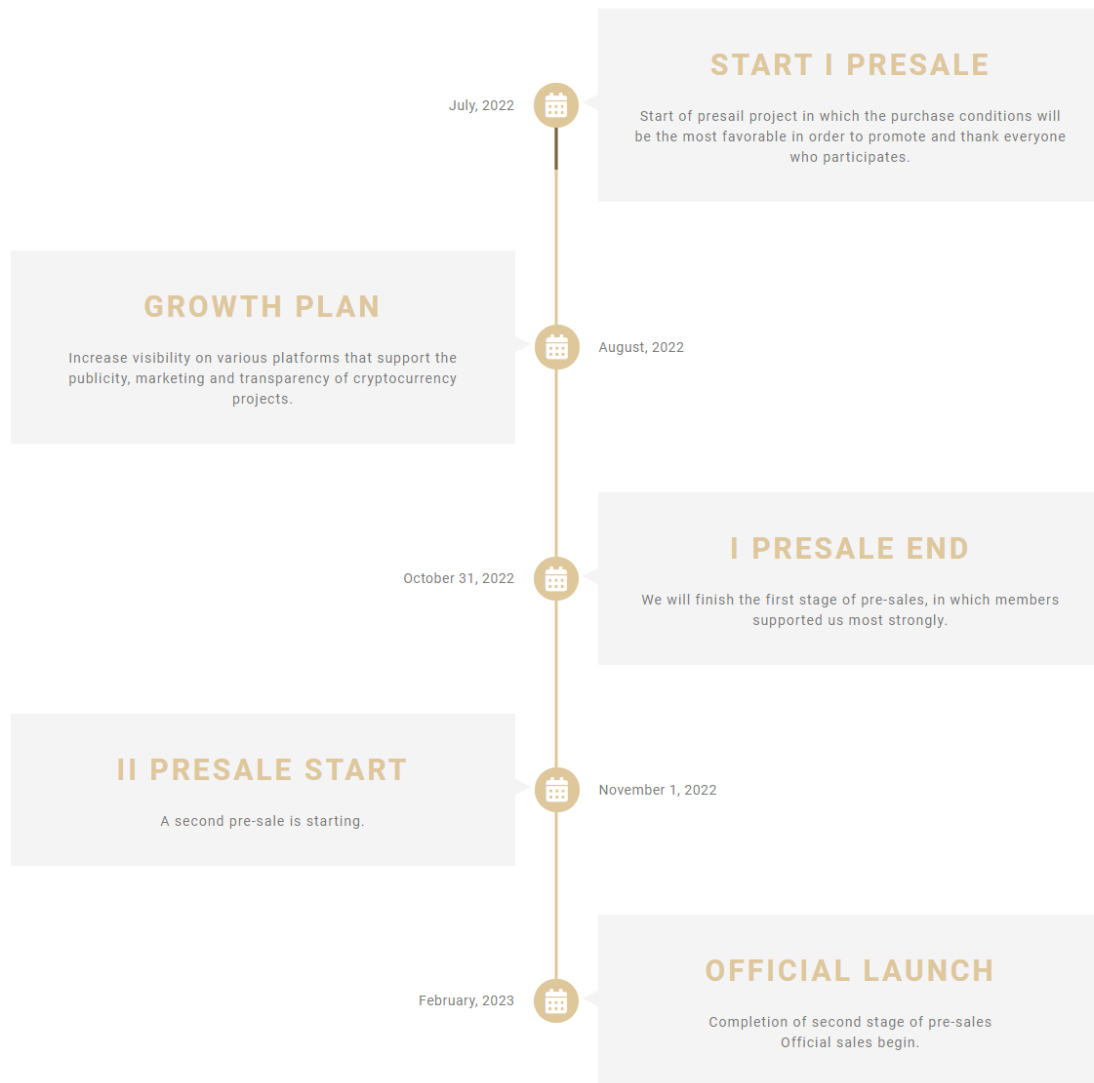 START I PRESALE
July, 2022
Start of presail project in which the purchase conditions will
be the most favorable in order to promote and thank everyone
who participates.
GROWTH PLAN
August, 2022
Increase visibility on various platforms that support the
publicity, marketing and transparency of cryptocurrency
projects.
I PRESALE END
October 31, 2022
We will finish the first stage of pre-sales, in which members
supported us most strongly.
II PRESALE START
November 1, 2022
A second pre-sale is starting.
OFFICIAL LAUNCH
February, 2023
Completion of second stage of pre-sales
Official sales begin.